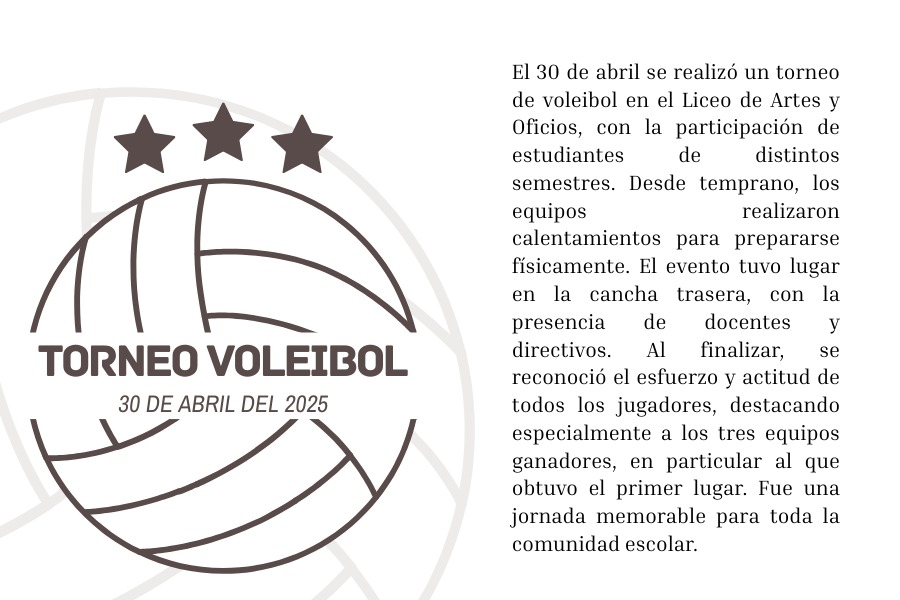 TORNEO VOLEIBOL
30 DE ABRIL DEL 2025
El 30 de abril se realizó un torneo
de voleibol en el Liceo de Artes y
Oficios, con la participación de
estudiantes de distintos
semestres. Desde temprano, los
equipos realizaron
calentamientos para prepararse
físicamente. El evento tuvo lugar
en la cancha trasera, con la
presencia de docentes y
directivos. Al finalizar, se
reconoció el esfuerzo y actitud de
todos los jugadores, destacando
especialmente a los tres equipos
ganadores, en particular al que
obtuvo el primer lugar. Fue una
jornada memorable para toda la
comunidad escolar.